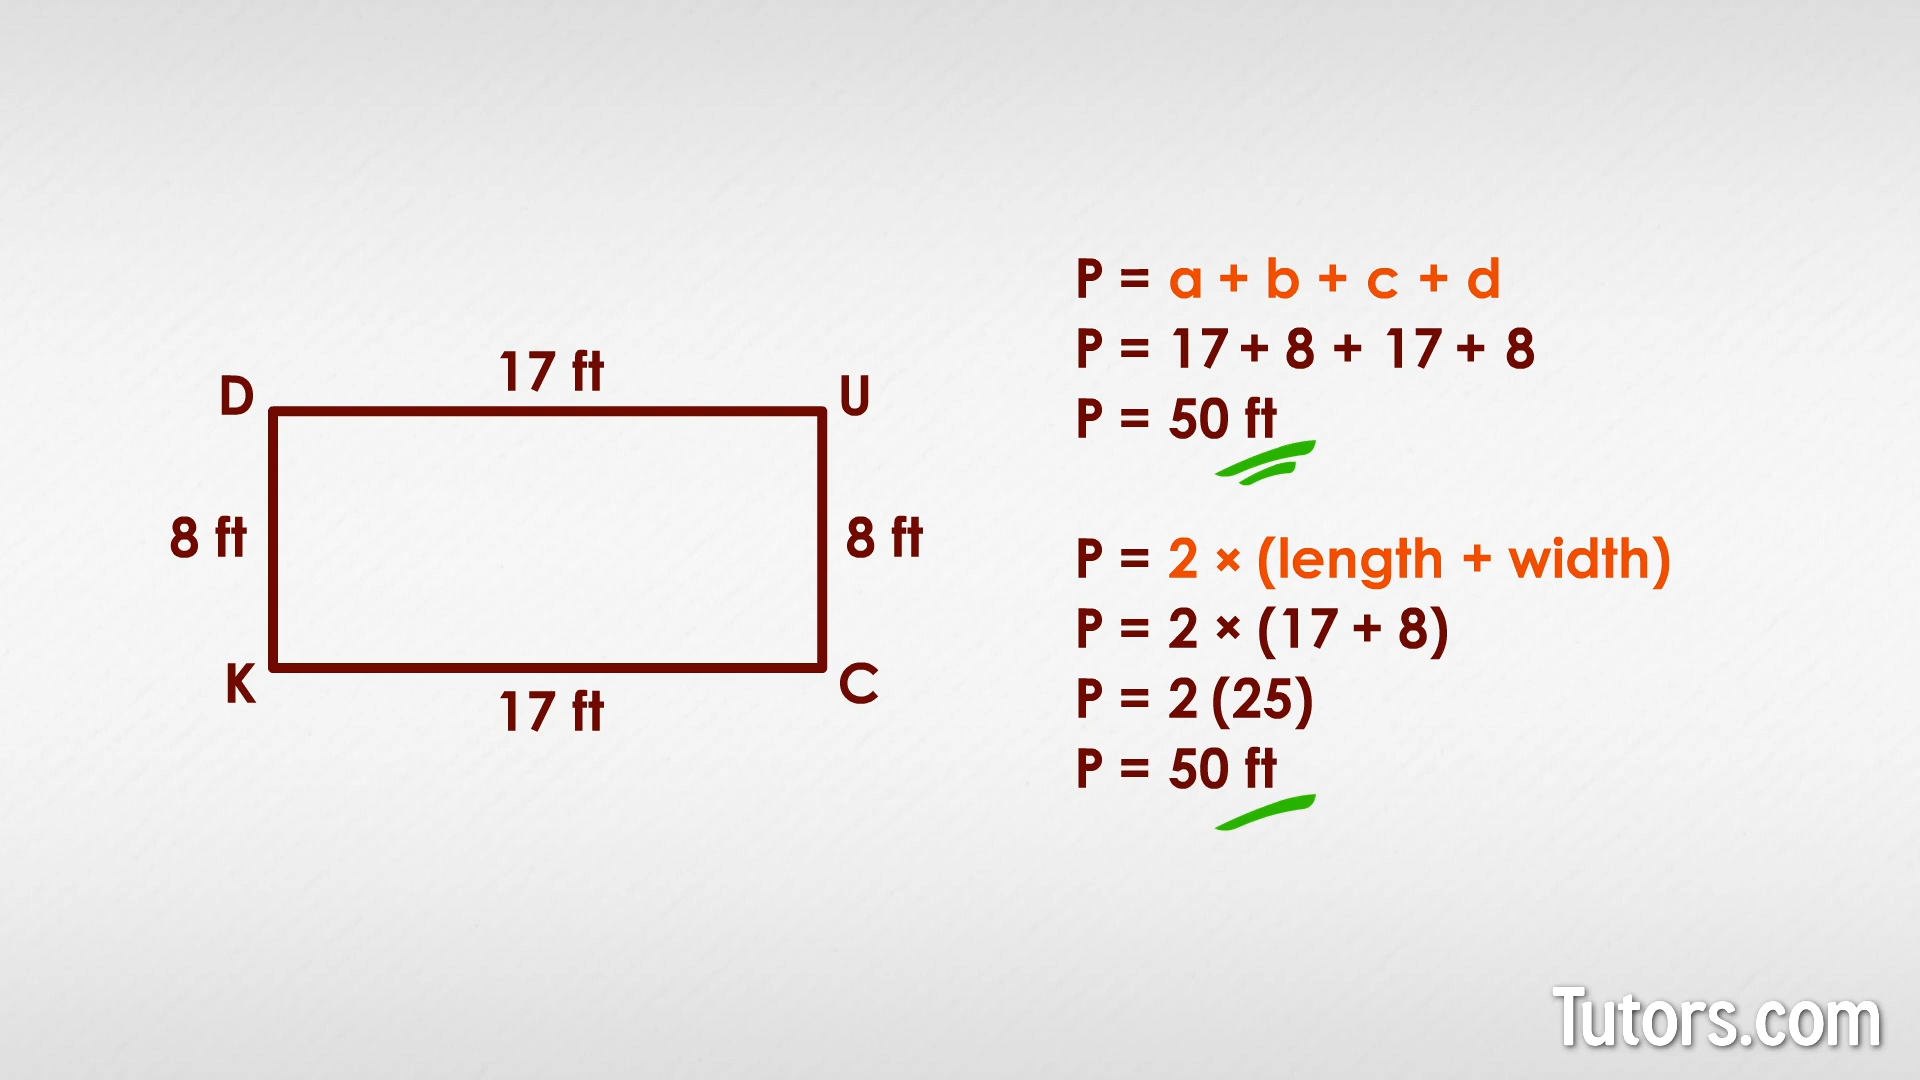 17 ft
D
U
8 ft
8 ft
K
C
17 ft
P = a + b + c + d
P = 17 + 8 + 17 + 8
P = 50 ft
P = 2 × (length + width)
P = 2 × (17 + 8)
P = 2 (25)
P = 50 ft
Tutors.com